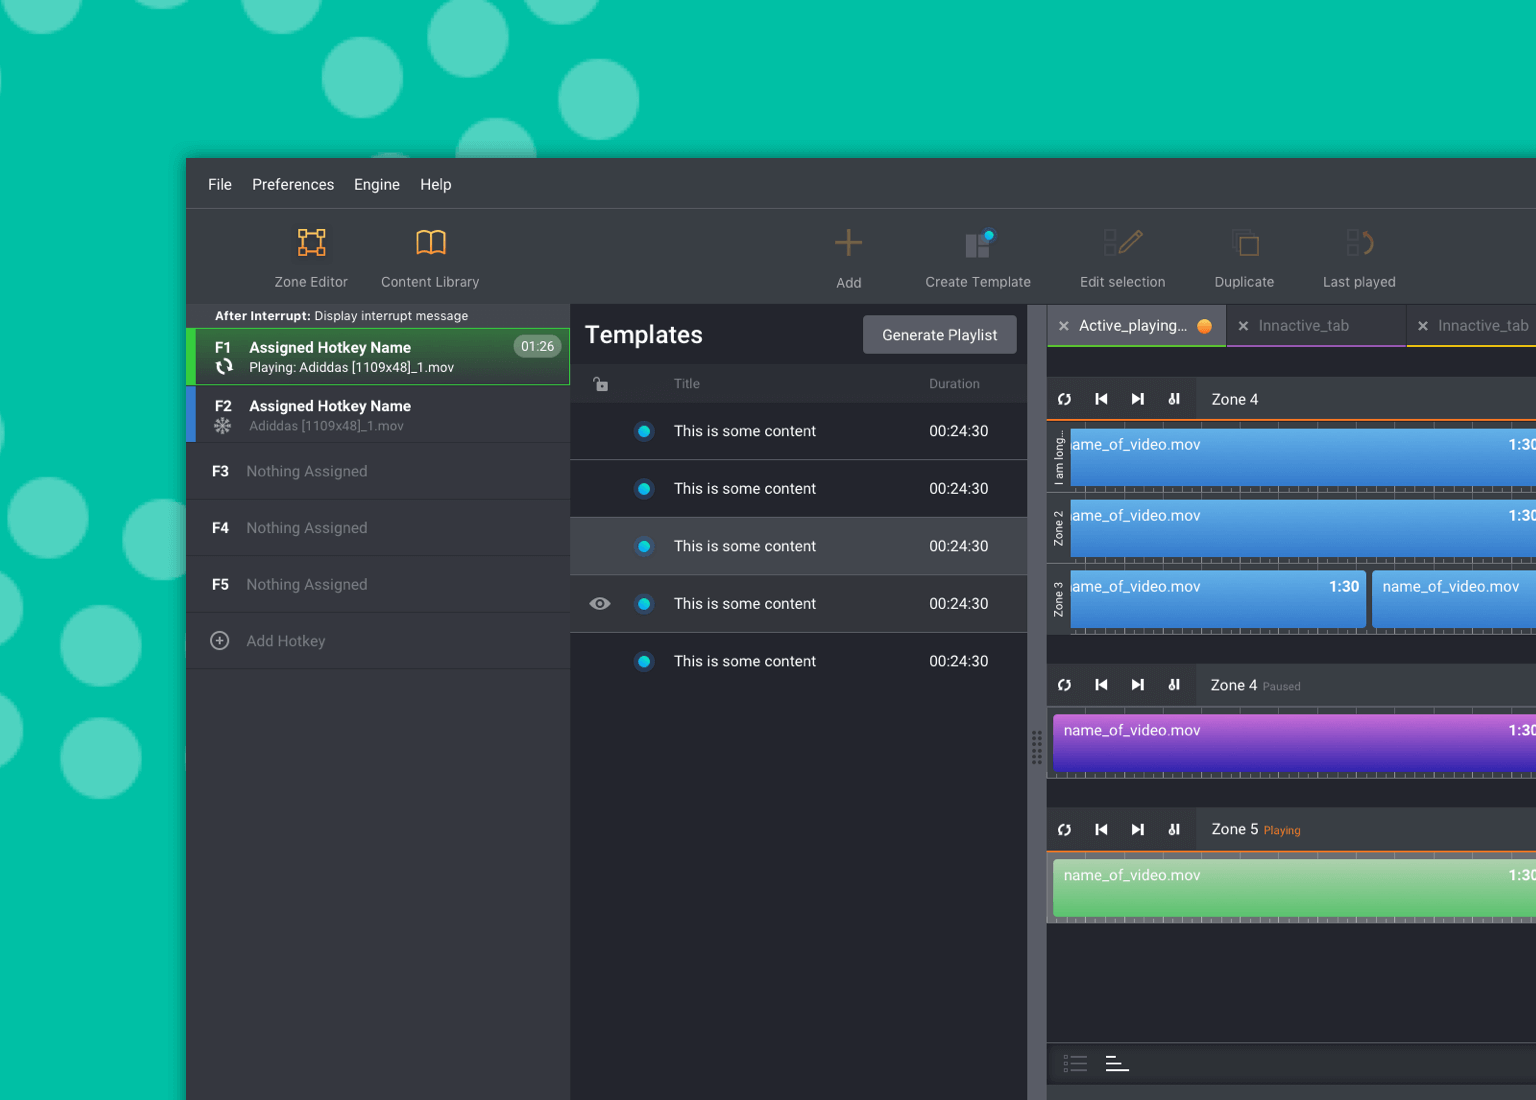 File Preferences Engine Help
Zone Editor Content Library Add Create Template Edit selection Duplicate Last played
After Interrupt: Display interrupt message
F1 Assigned Hotkey Name 01:26
Playing: Adiddas [1109x48]_1.mov
F2 Assigned Hotkey Name
Adiddas [1109x48]_1.mov
F3 Nothing Assigned
F4 Nothing Assigned
F5 Nothing Assigned
Add Hotkey
Templates Generate Playlist
Title Duration
This is some content 00:24:30
This is some content 00:24:30
This is some content 00:24:30
This is some content 00:24:30
This is some content 00:24:30
Active_playing... Innactive_tab Innactive_tab
Zone 4
I am long...
ame_of_video.mov 1:30
Zone 2
ame_of_video.mov 1:30
Zone 3
ame_of_video.mov 1:30 name_of_video.mov
Zone 4 Paused
name_of_video.mov 1:30
Zone 5 Playing
name_of_video.mov 1:30